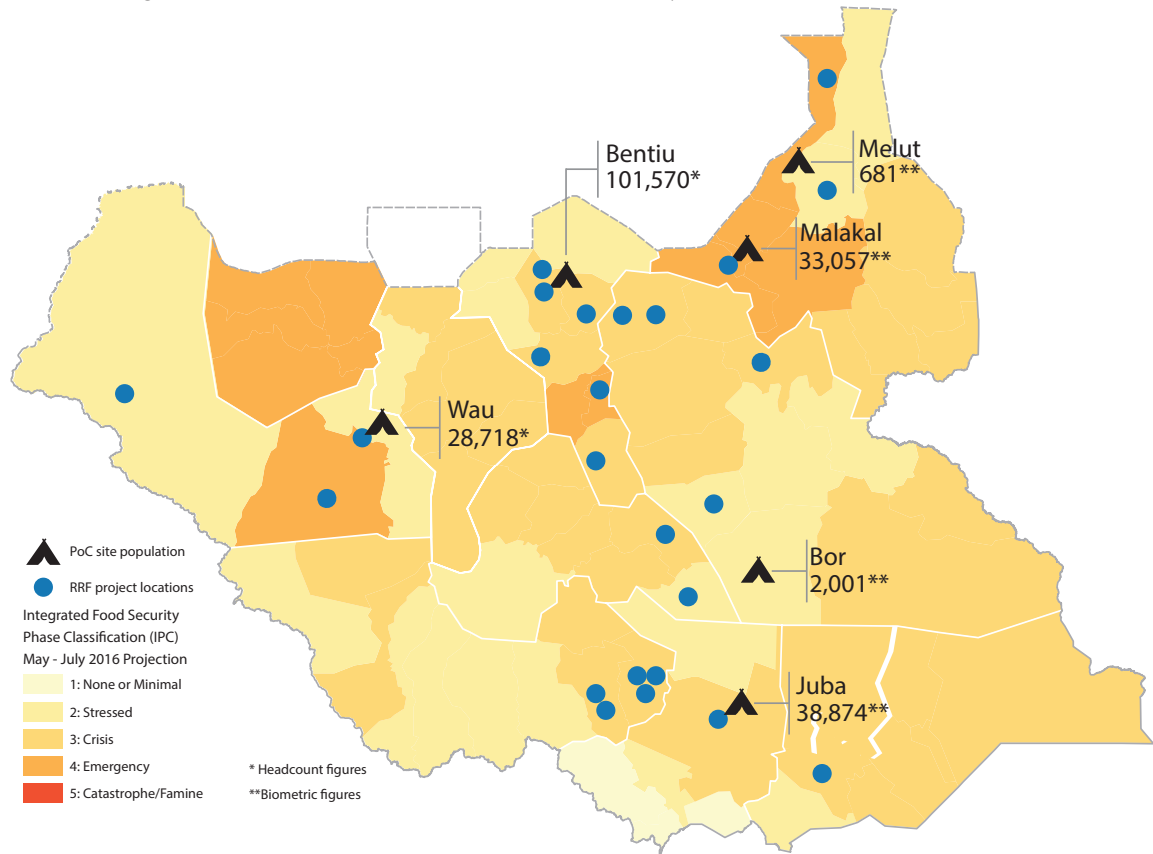 Bentiu
101,570*
Melut
681**
Malakal
33,057**
Wau
28,718*
Bor
2,001**
Juba
38,874**
PoC site population
RRF project locations
Integrated Food Security
Phase Classification (IPC)
May - July 2016 Projection
1: None or Minimal
2: Stressed
3: Crisis
4: Emergency
5: Catastrophe/Famine
* Headcount figures
**Biometric figures